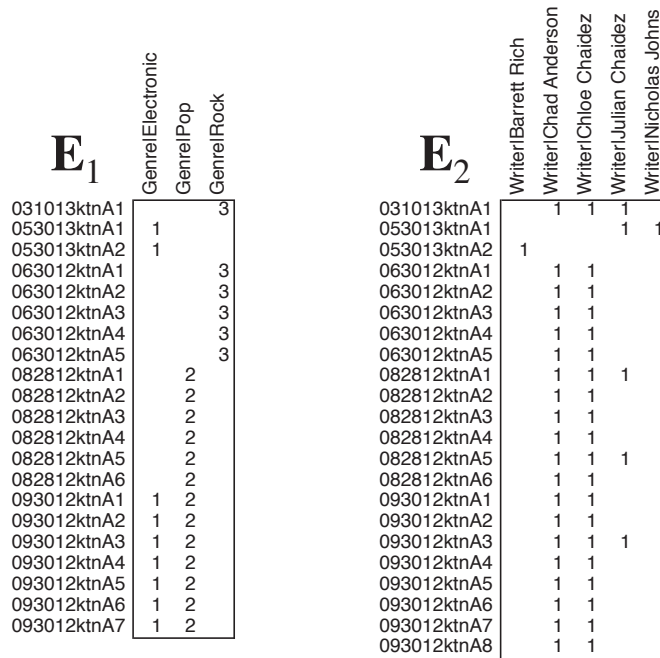 E1
Genre|Electronic
Genre|Pop
Genre|Rock
031013ktnA1 3
053013ktnA1 1
053013ktnA2 1
063012ktnA1 3
063012ktnA2 3
063012ktnA3 3
063012ktnA4 3
063012ktnA5 3
082812ktnA1 2
082812ktnA2 2
082812ktnA3 2
082812ktnA4 2
082812ktnA5 2
082812ktnA6 2
093012ktnA1 1 2
093012ktnA2 1 2
093012ktnA3 1 2
093012ktnA4 1 2
093012ktnA5 1 2
093012ktnA6 1 2
093012ktnA7 1 2
E2
Writer|Barrett Rich
Writer|Chad Anderson
Writer|Chloe Chaidez
Writer|Julian Chaidez
Writer|Nicholas Johns
031013ktnA1 1 1 1
053013ktnA1 1 1
053013ktnA2 1
063012ktnA1 1 1
063012ktnA2 1 1
063012ktnA3 1 1
063012ktnA4 1 1
063012ktnA5 1 1
082812ktnA1 1 1 1
082812ktnA2 1 1
082812ktnA3 1 1
082812ktnA4 1 1
082812ktnA5 1 1 1
082812ktnA6 1 1
093012ktnA1 1 1
093012ktnA2 1 1
093012ktnA3 1 1 1
093012ktnA4 1 1
093012ktnA5 1 1
093012ktnA6 1 1
093012ktnA7 1 1
093012ktnA8 1 1